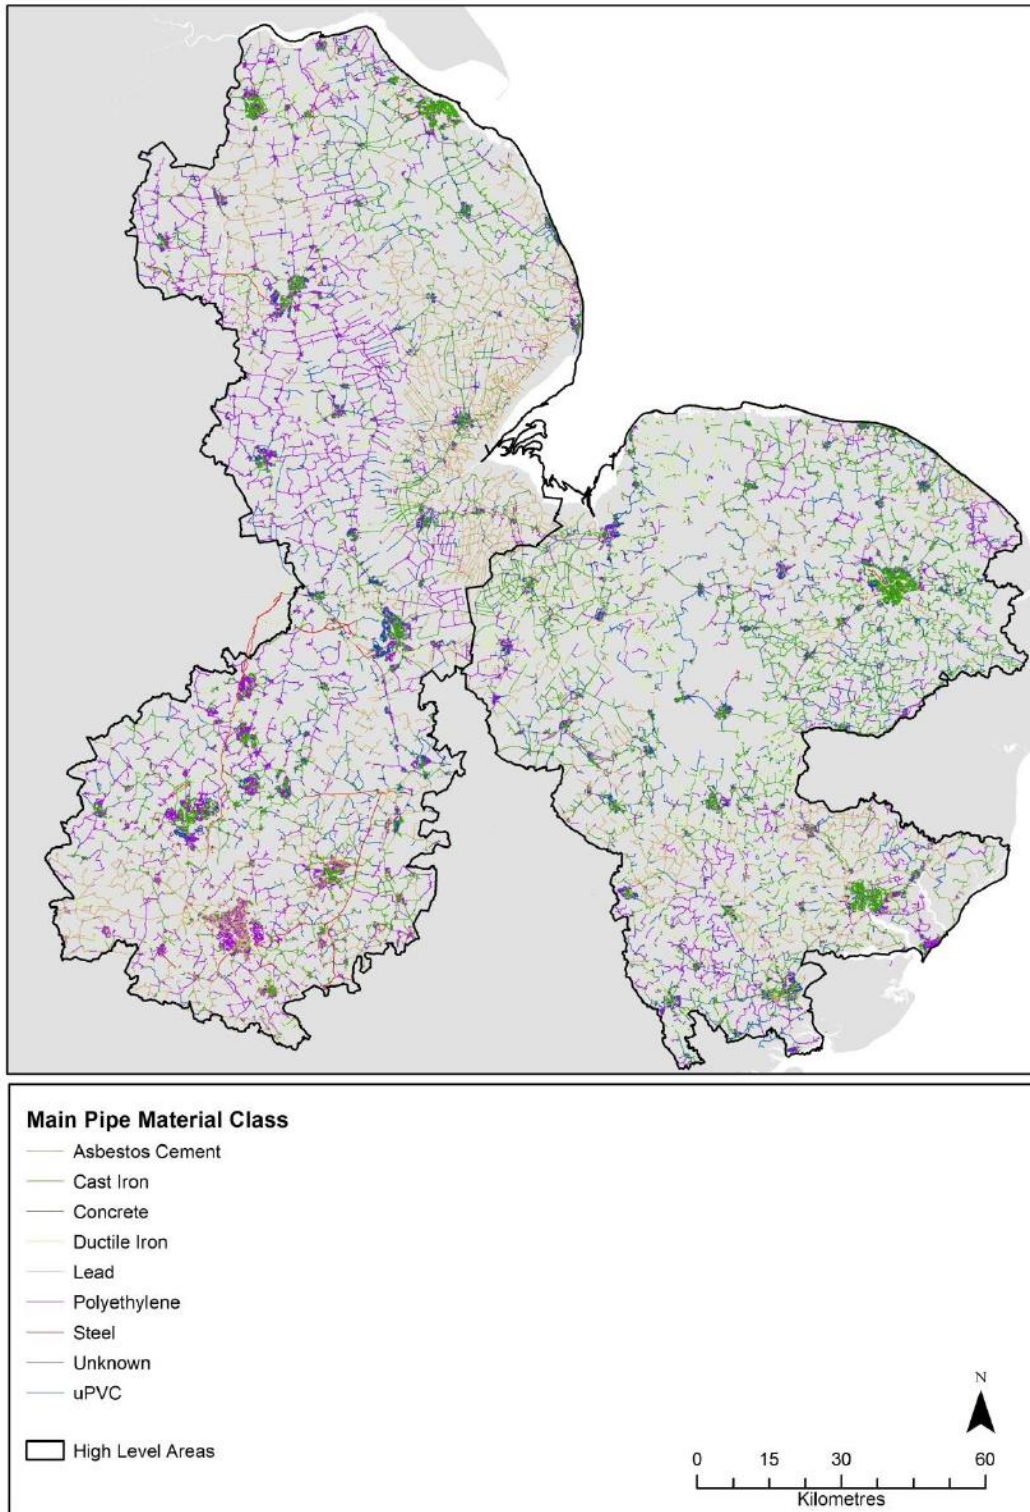 Main Pipe Material Class
Asbestos Cement
Cast Iron
Concrete
Ductile Iron
Lead
Polyethylene
Steel
Unknown
uPVC
High Level Areas
N
0 15 30 60
Kilometres